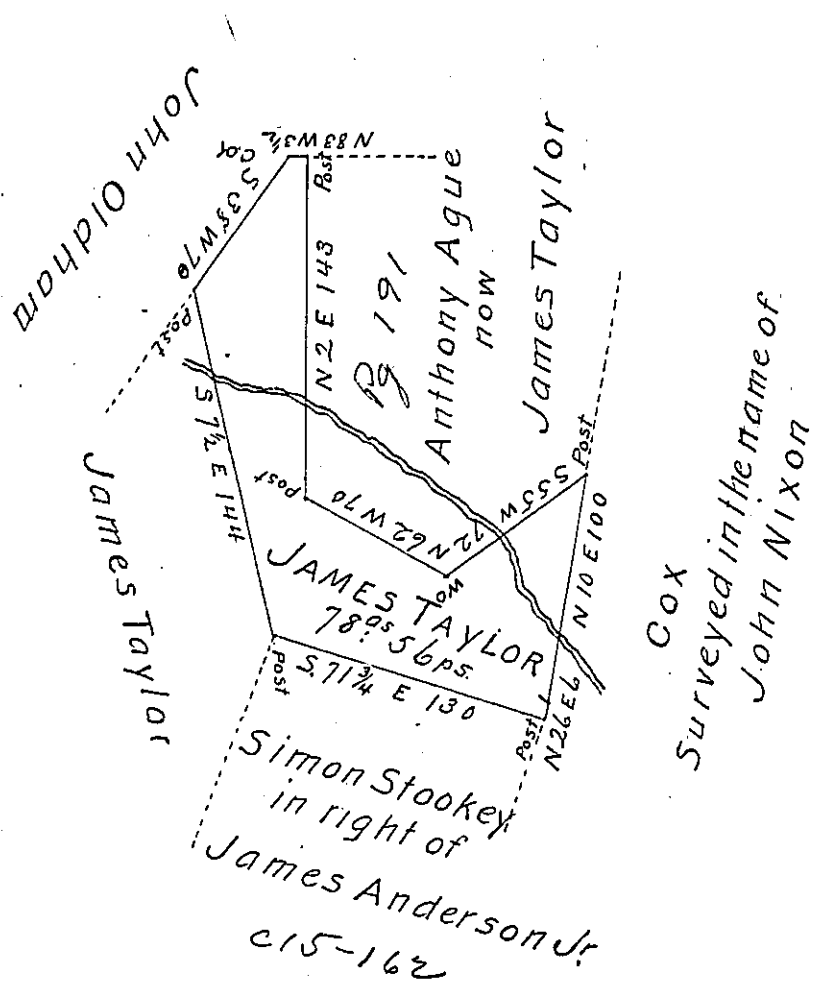 John Oldham
N 83 W 3½
Post
S 35 W 70
Post
N 2 E 143
Pg 191
Anthony Ague
now
James Taylor
Post
S 55 W 72
N 62 W 70
Post
Wo
S 7½ E 144
James Taylor
JAMES TAYLOR
78as. 56ps.
N 10 E 100
Cox
Surveyed in the name of
John Nixon
Post
S. 71¾ E 130
Post
N 26 E 6
Simon Stookey
in right of
James Anderson Jr.
C15-162